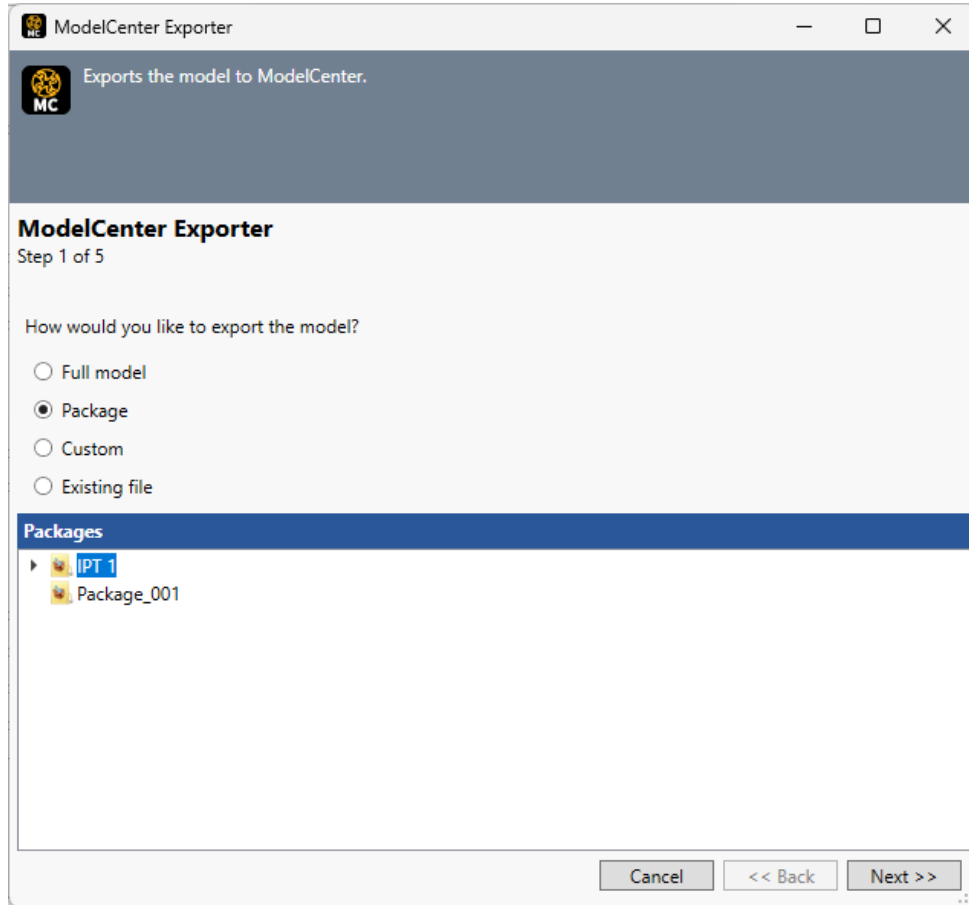 ModelCenter Exporter
Exports the model to ModelCenter.
MC
ModelCenter Exporter
Step 1 of 5
How would you like to export the model?
Full model
Package
Custom
Existing file
Packages
IPT 1
Package_001
Cancel
<< Back
Next >>